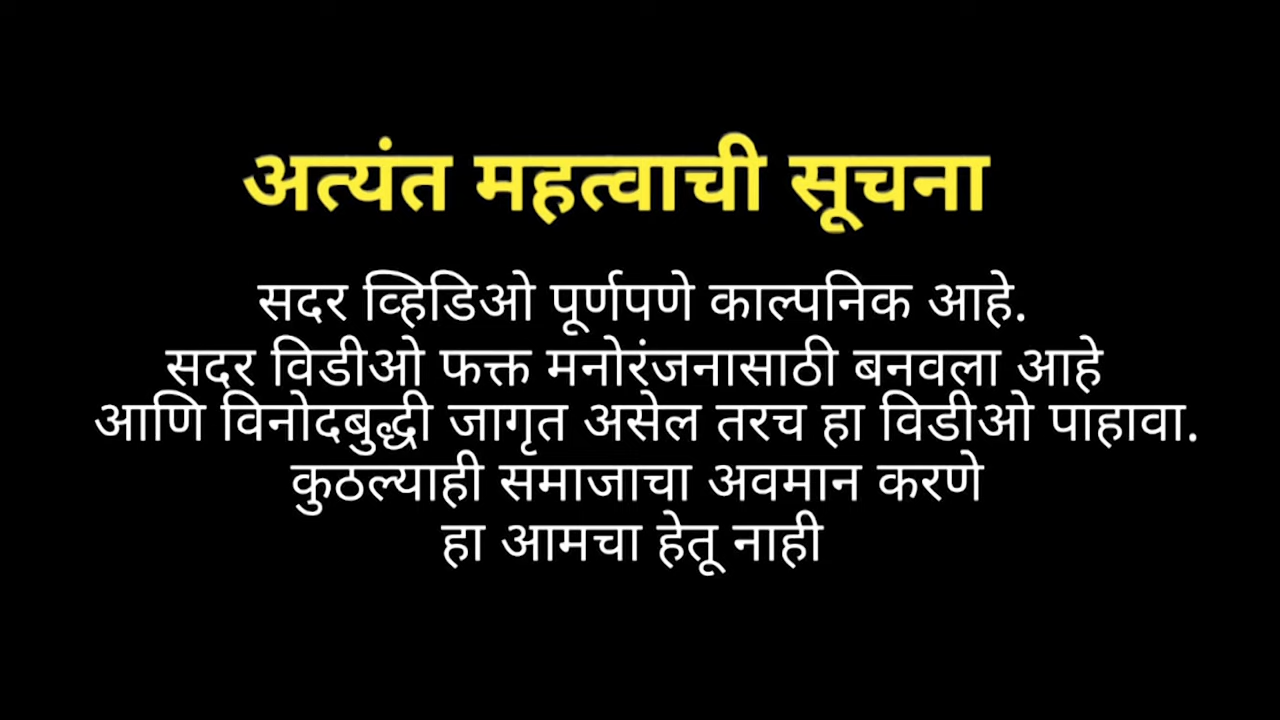 अत्यंत महत्वाची सूचना
सदर व्हिडिओ पूर्णपणे काल्पनिक आहे.
सदर विडीओ फक्त मनोरंजनासाठी बनवला आहे
आणि विनोदबुद्धी जागृत असेल तरच हा विडीओ पाहावा.
कुठल्याही समाजाचा अवमान करणे
हा आमचा हेतू नाही